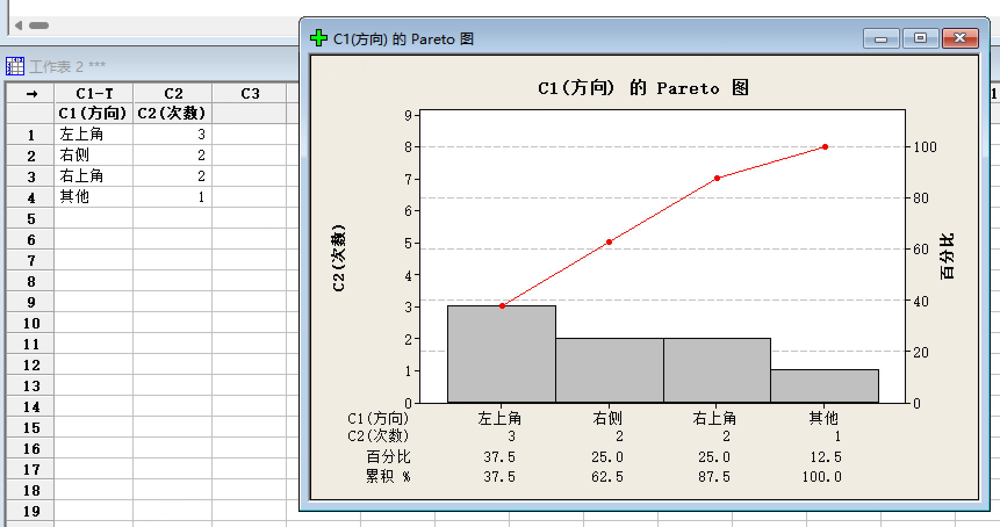 工作表 2 ***
→ C1-T C2 C3
C1(方向) C2(次数)
1 左上角 3
2 右侧 2
3 右上角 2
4 其他 1
5
6
7
8
9
10
11
12
13
14
15
16
17
18
19
C1(方向) 的 Pareto 图
C1(方向) 的 Pareto 图
9
8
7
6
5
4
3
2
1
0
C2(次数)
100
80
60
40
20
0
百分比
C1(方向) 左上角 右侧 右上角 其他
C2(次数) 3 2 2 1
百分比 37.5 25.0 25.0 12.5
累积 % 37.5 62.5 87.5 100.0